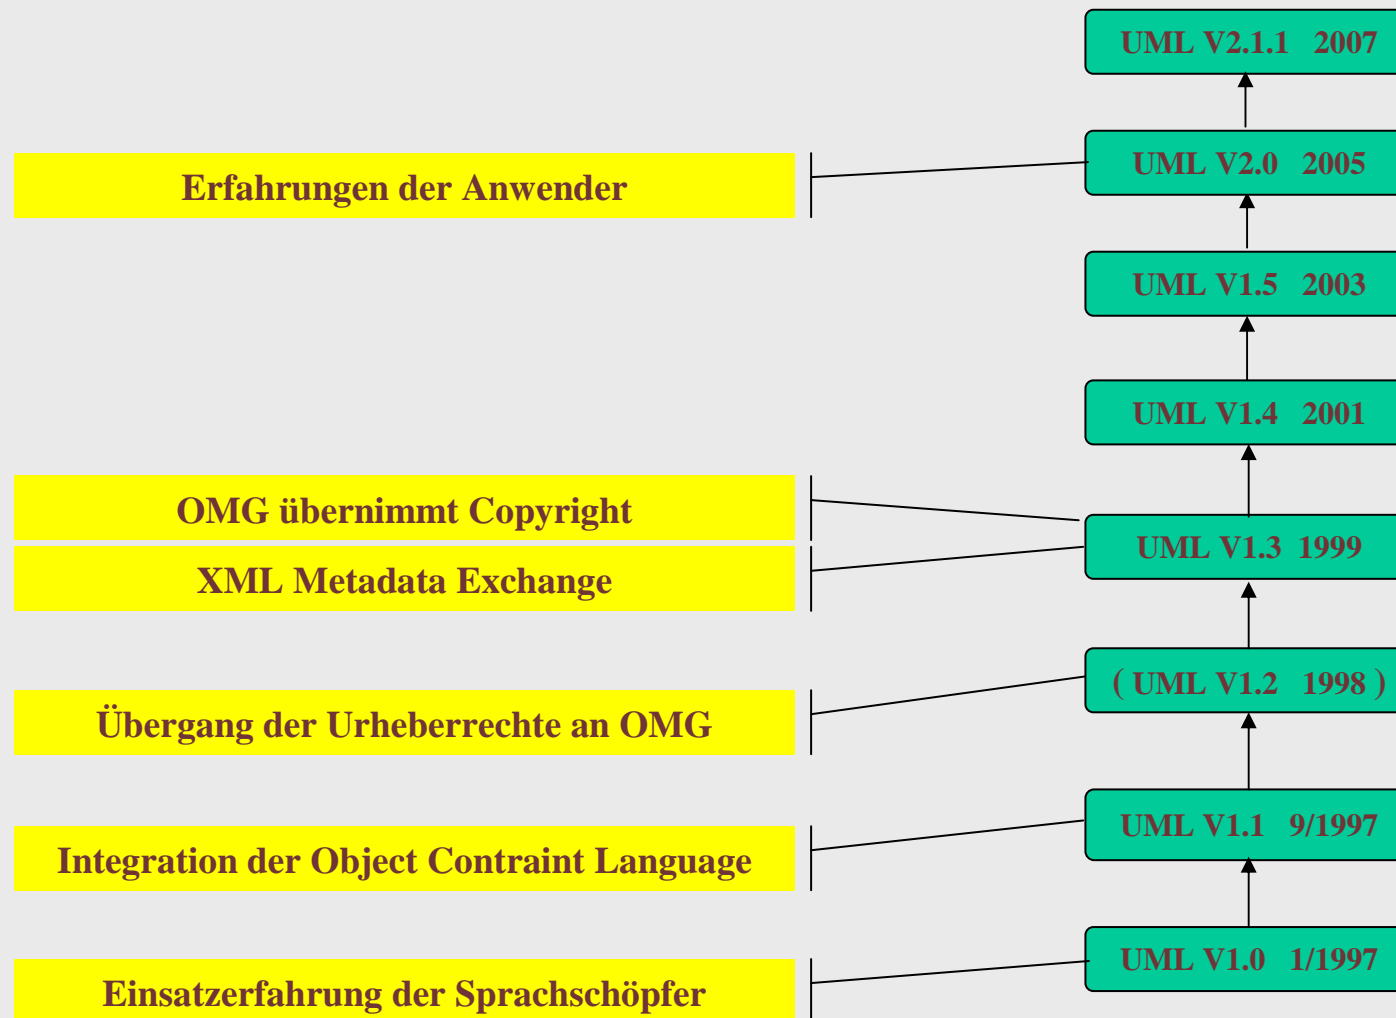 UML V2.1.1 2007
Erfahrungen der Anwender
UML V2.0 2005
UML V1.5 2003
UML V1.4 2001
OMG übernimmt Copyright
XML Metadata Exchange
UML V1.3 1999
( UML V1.2 1998 )
Übergang der Urheberrechte an OMG
UML V1.1 9/1997
Integration der Object Contraint Language
UML V1.0 1/1997
Einsatzerfahrung der Sprachschöpfer